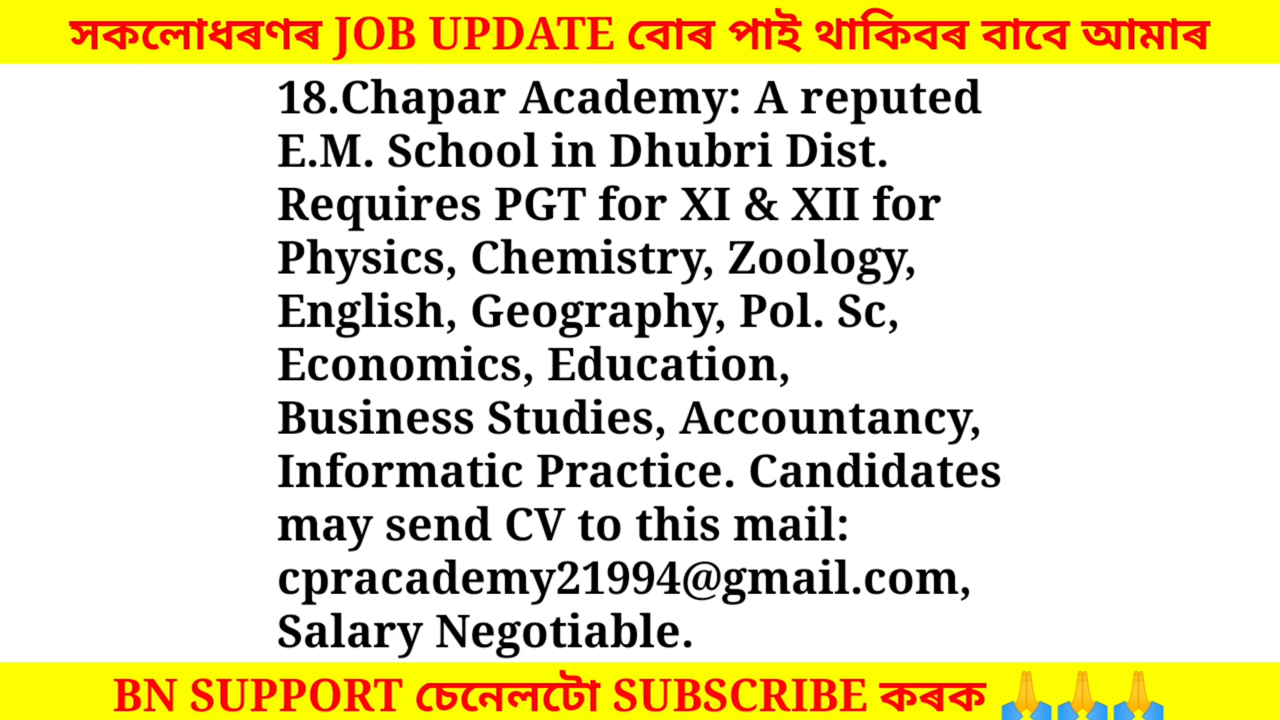 সকলোধৰণৰ JOB UPDATE বোৰ পাই থাকিবৰ বাবে আমাৰ
18.Chapar Academy: A reputed
E.M. School in Dhubri Dist.
Requires PGT for XI & XII for
Physics, Chemistry, Zoology,
English, Geography, Pol. Sc,
Economics, Education,
Business Studies, Accountancy,
Informatic Practice. Candidates
may send CV to this mail:
cpracademy21994@gmail.com,
Salary Negotiable.
BN SUPPORT চেনেলটো SUBSCRIBE কৰক 🙏🙏🙏